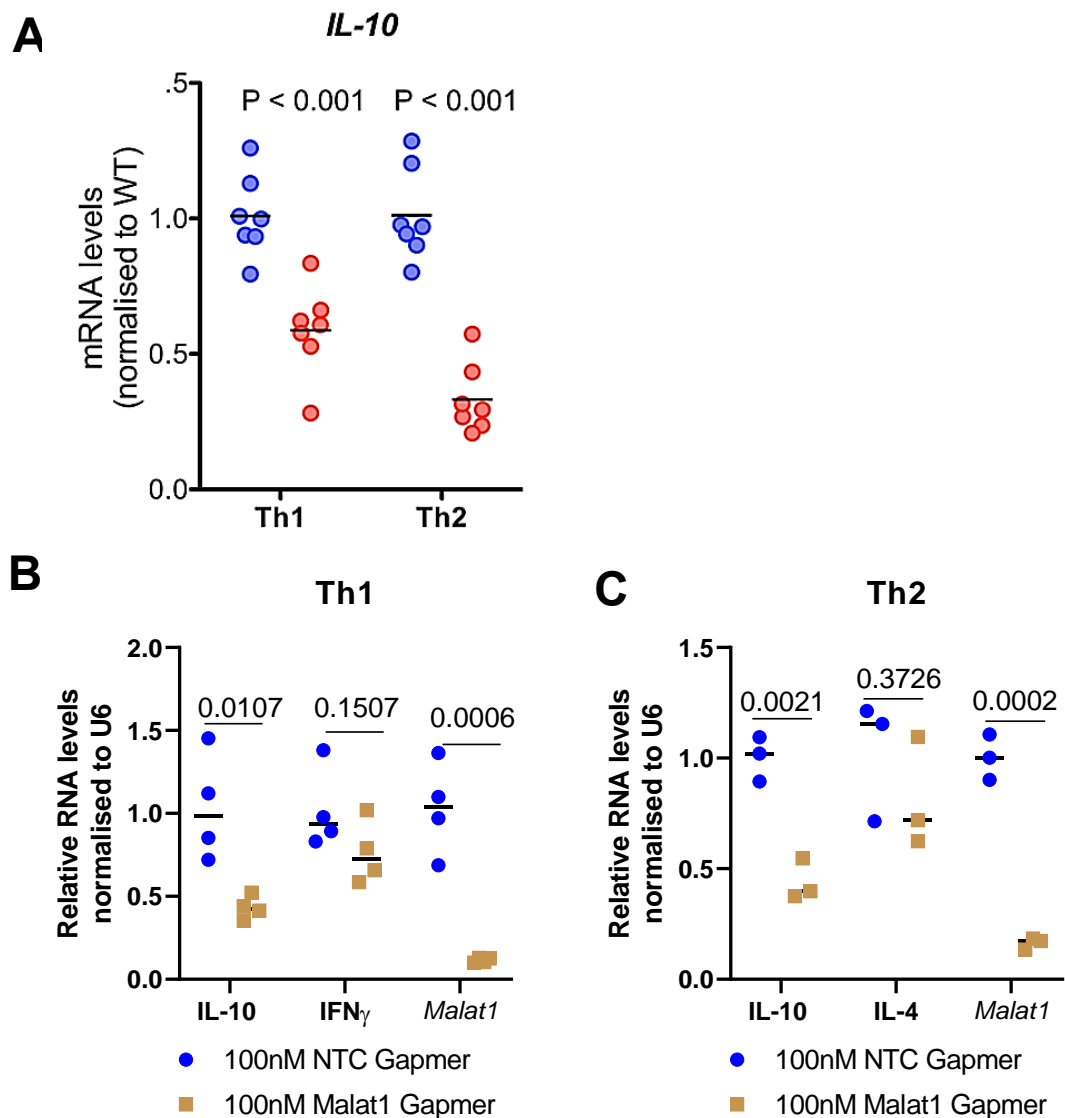 A
IL-10
.5
P < 0.001 P < 0.001
mRNA levels
(normalised to WT)
1.0
0.5
0.0
Th1 Th2
B
Th1
Relative RNA levels
normalised to U6
2.0
1.5
1.0
0.5
0.0
0.0107 0.1507 0.0006
IL-10 IFNγ Malat1
100nM NTC Gapmer
100nM Malat1 Gapmer
C
Th2
Relative RNA levels
normalised to U6
1.5
1.0
0.5
0.0
0.0021 0.3726 0.0002
IL-10 IL-4 Malat1
100nM NTC Gapmer
100nM Malat1 Gapmer